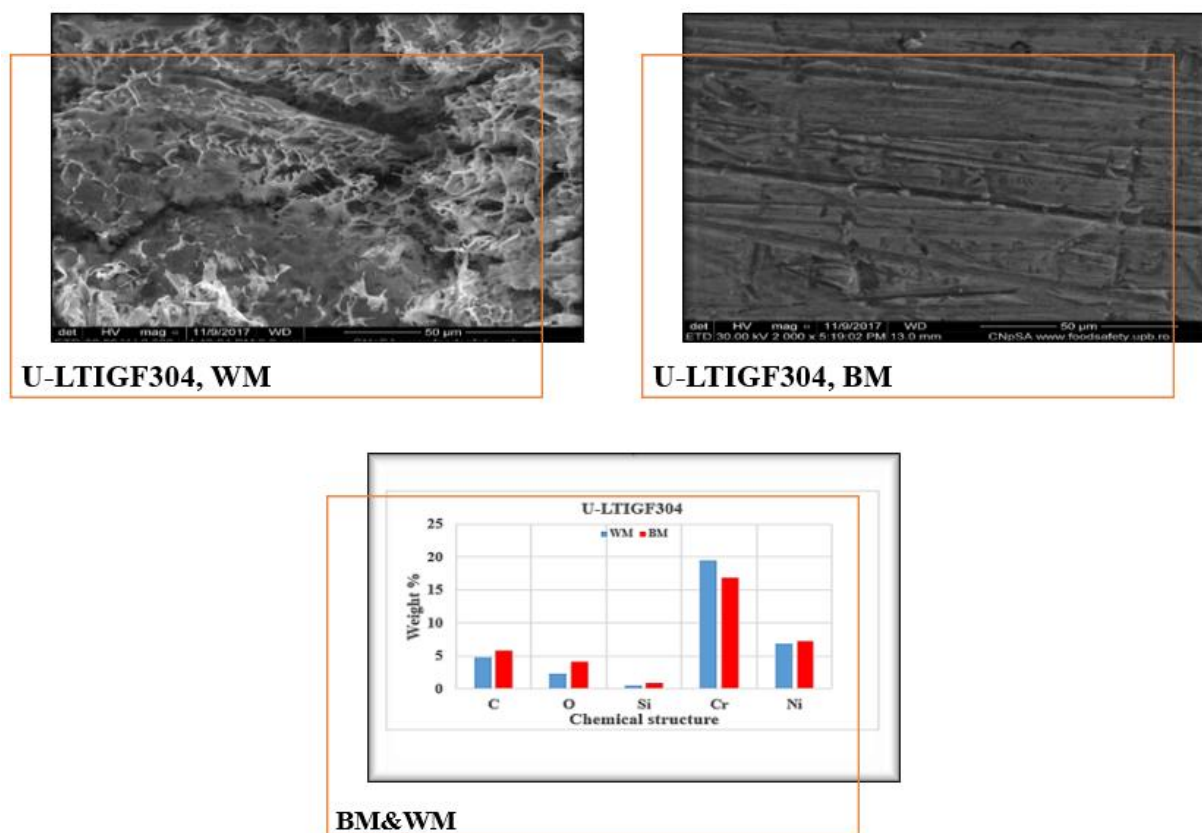 det HV mag 11/9/2017 WD 50 µm
U-LTIGF304, WM
det HV mag 11/9/2017 WD 50 µm
ETD 30.00 kV 2 000 x 5:19:02 PM 13.0 mm CNpSA www.foodsafety.upb.ro
U-LTIGF304, BM
U-LTIGF304
WM BM
Weight %
25
20
15
10
5
0
C O Si Cr Ni
Chemical structure
BM&WM